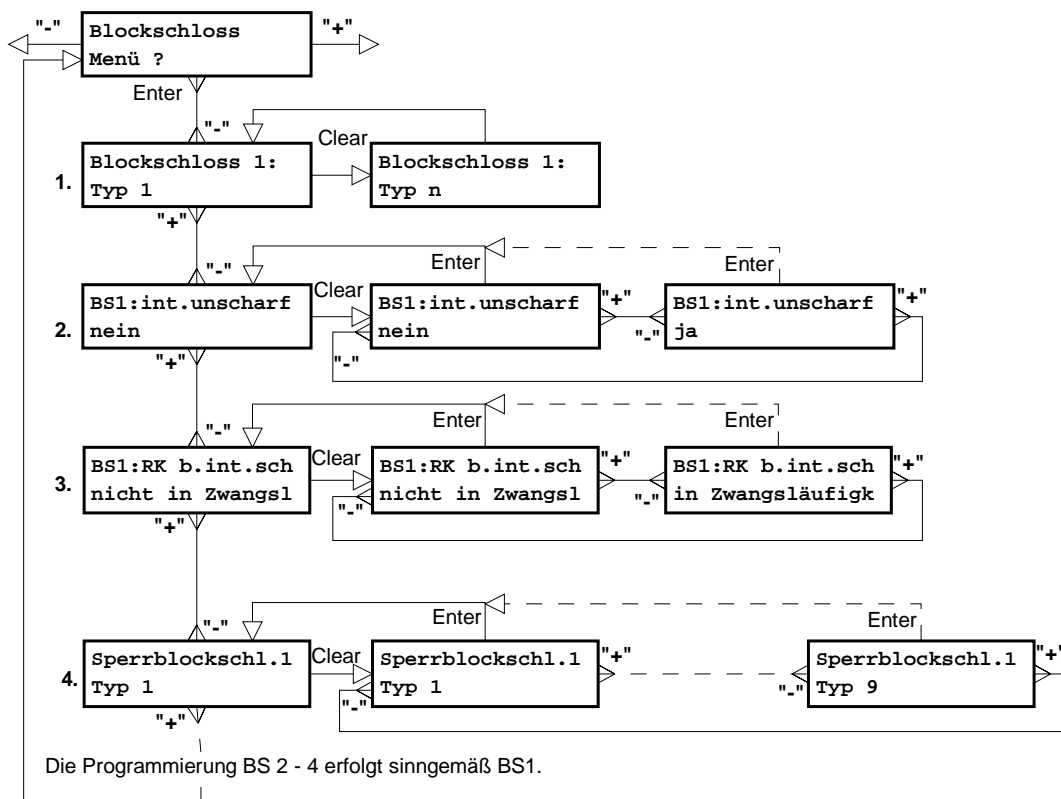 "-"
Blockschloss
Menü ?
"+"
Enter
"-"
1.
Blockschloss 1:
Typ 1
Clear
Blockschloss 1:
Typ n
"+"
"-"
2.
BS1:int.unscharf
nein
Clear
Enter
BS1:int.unscharf
nein
"+"
"-"
Enter
BS1:int.unscharf
ja
"+"
"-"
"+"
"-"
3.
BS1:RK b.int.sch
nicht in Zwangsl
Clear
Enter
BS1:RK b.int.sch
nicht in Zwangsl
"+"
"-"
Enter
BS1:RK b.int.sch
in Zwangsläufigk
"+"
"-"
"+"
"-"
4.
Sperrblockschl.1
Typ 1
Clear
Enter
Sperrblockschl.1
Typ 1
"+"
"-"
Enter
Sperrblockschl.1
Typ 9
"+"
"-"
"+"
Die Programmierung BS 2 - 4 erfolgt sinngemäß BS1.